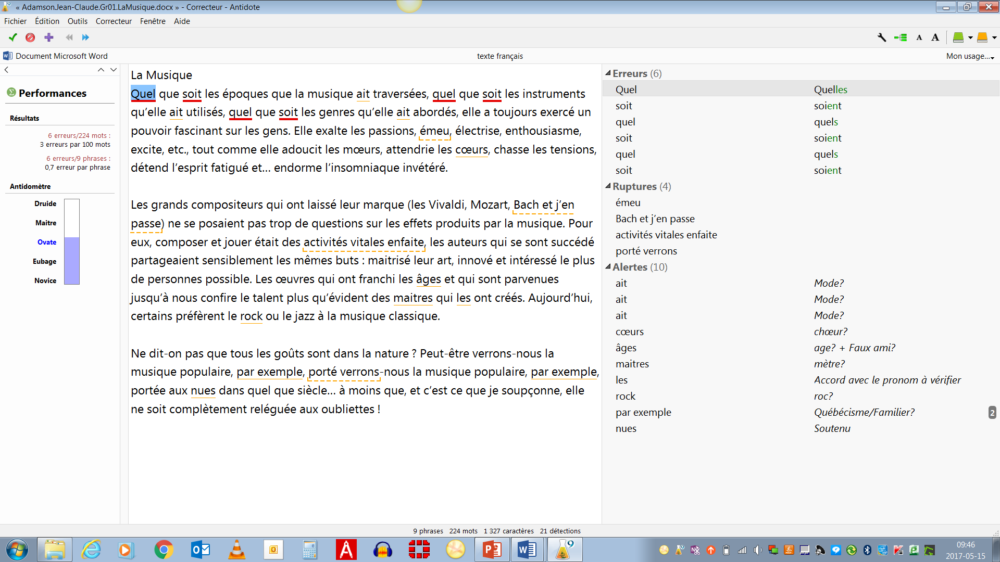 « Adamson.Jean-Claude.Gr01.LaMusique.docx » - Correcteur - Antidote
Fichier Édition Outils Correcteur Fenêtre Aide
A A
Document Microsoft Word texte français Mon usage...
Performances
Résultats
6 erreurs/224 mots :
3 erreurs par 100 mots
6 erreurs/9 phrases :
0,7 erreur par phrase
Antidomètre
Druide
Maitre
Ovate
Eubage
Novice
La Musique
Quel que soit les époques que la musique ait traversées, quel que soit les instruments
qu’elle ait utilisés, quel que soit les genres qu’elle ait abordés, elle a toujours exercé un
pouvoir fascinant sur les gens. Elle exalte les passions, émeu, électrise, enthousiasme,
excite, etc., tout comme elle adoucit les mœurs, attendrie les cœurs, chasse les tensions,
détend l’esprit fatigué et… endorme l’insomniaque invétéré.
Les grands compositeurs qui ont laissé leur marque (les Vivaldi, Mozart, Bach et j’en
passe) ne se posaient pas trop de questions sur les effets produits par la musique. Pour
eux, composer et jouer était des activités vitales enfaite, les auteurs qui se sont succédé
partageaient sensiblement les mêmes buts : maitrisé leur art, innové et intéressé le plus
de personnes possible. Les œuvres qui ont franchi les âges et qui sont parvenues
jusqu’à nous confire le talent plus qu’évident des maitres qui les ont créés. Aujourd’hui,
certains préfèrent le rock ou le jazz à la musique classique.
Ne dit-on pas que tous les goûts sont dans la nature ? Peut-être verrons-nous la
musique populaire, par exemple, porté verrons-nous la musique populaire, par exemple,
portée aux nues dans quel que siècle… à moins que, et c’est ce que je soupçonne, elle
ne soit complètement reléguée aux oubliettes !
Erreurs (6)
Quel Quelles
soit soient
quel quels
soit soient
quel quels
soit soient
Ruptures (4)
émeu
Bach et j’en passe
activités vitales enfaite
porté verrons
Alertes (10)
ait Mode?
ait Mode?
ait Mode?
cœurs chœur?
âges age? + Faux ami?
maitres mètre?
les Accord avec le pronom à vérifier
rock roc?
par exemple Québécisme/Familier? 2
nues Soutenu
9 phrases 224 mots 1 327 caractères 21 détections
09:46
2017-05-15